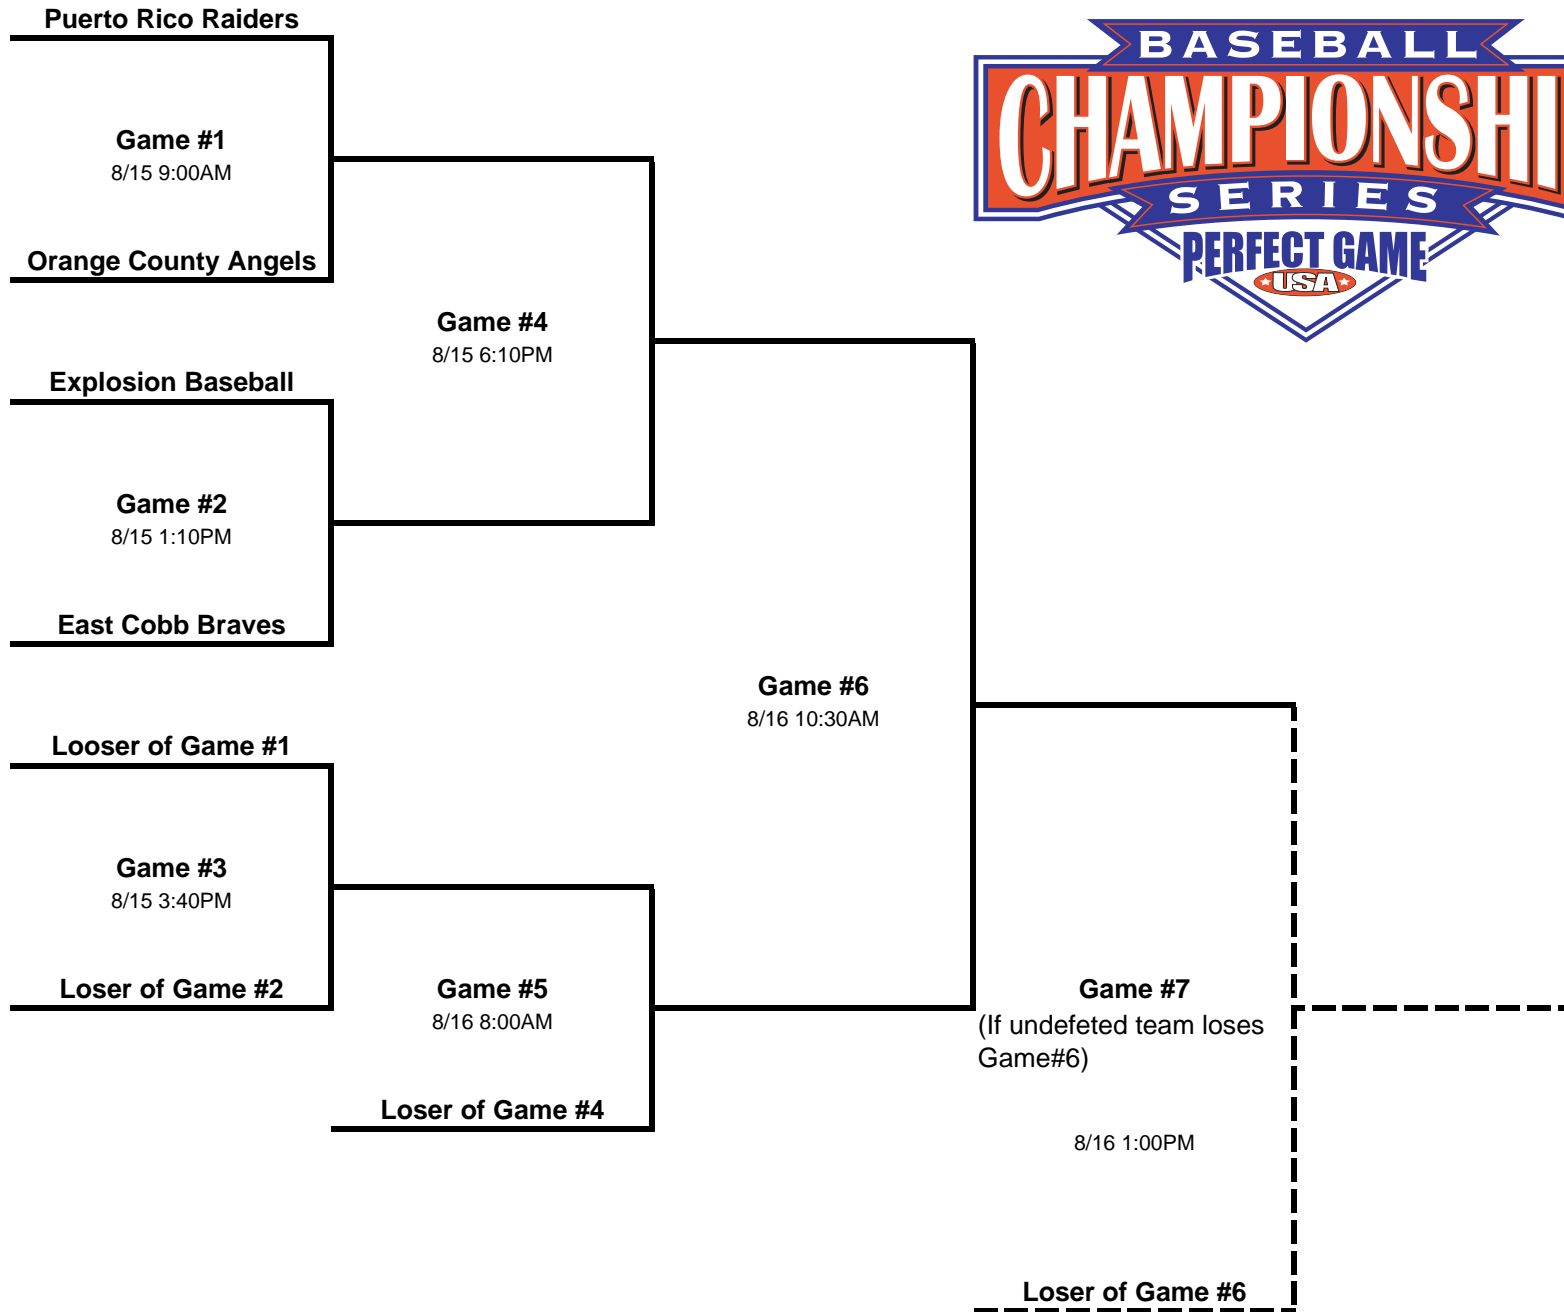 Puerto Rico Raiders
BASEBALL
CHAMPIONSHI
SERIES
PERFECT GAME
USA
Game #1
8/15 9:00AM
Orange County Angels
Game #4
8/15 6:10PM
Explosion Baseball
Game #2
8/15 1:10PM
East Cobb Braves
Game #6
8/16 10:30AM
Looser of Game #1
Game #3
8/15 3:40PM
Loser of Game #2
Game #5
8/16 8:00AM
Loser of Game #4
Game #7
(If undefeted team loses
Game#6)
8/16 1:00PM
Loser of Game #6